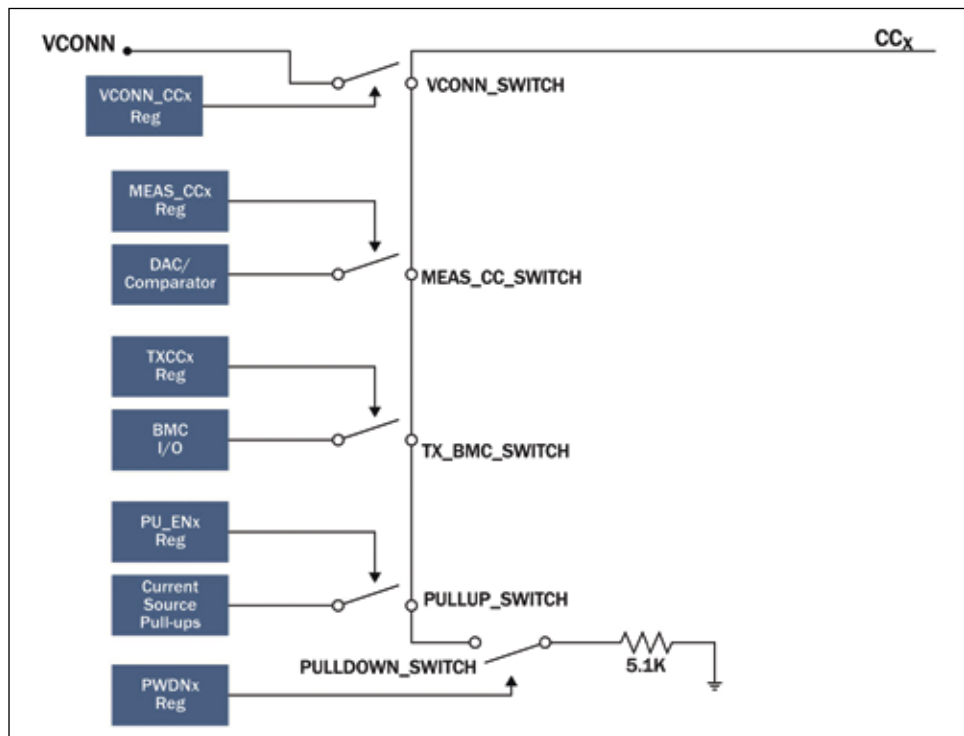 VCONN
CCX
VCONN_SWITCH
VCONN_CCx
Reg
MEAS_CCx
Reg
DAC/
Comparator
MEAS_CC_SWITCH
TXCCx
Reg
BMC
I/O
TX_BMC_SWITCH
PU_ENx
Reg
Current
Source
Pull-ups
PULLUP_SWITCH
PULLDOWN_SWITCH
5.1K
PWDNx
Reg